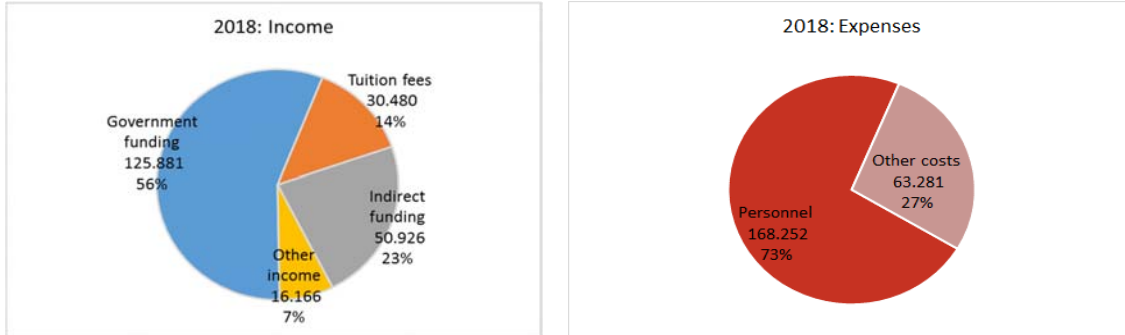 2018: Income
Tuition fees
30.480
14%
Government
funding
125.881
56%
Indirect
funding
50.926
23%
Other
income
16.166
7%
2018: Expenses
Other costs
63.281
27%
Personnel
168.252
73%